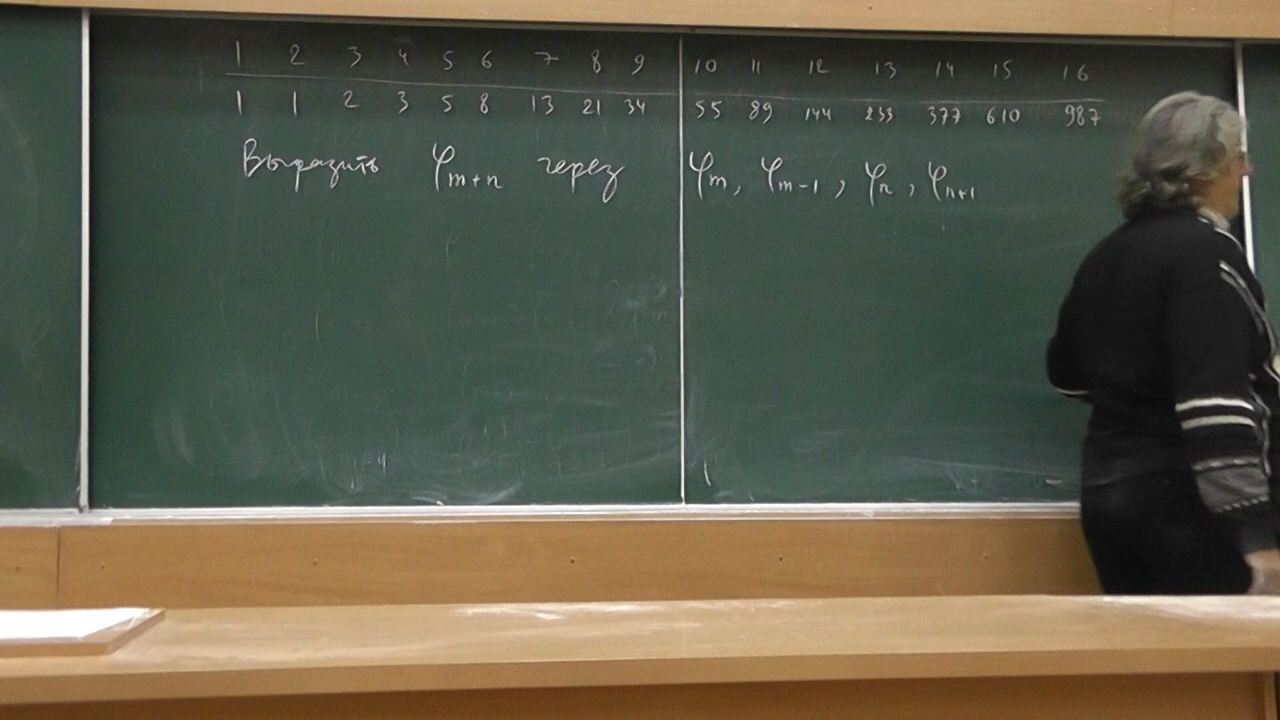 1 2 3 4 5 6 7 8 9 10 11 12 13 14 15 16
1 1 2 3 5 8 13 21 34 55 89 144 233 377 610 987
Выразить φₘ₊ₙ через φₘ, φₘ₋₁, φₙ, φₙ₊₁